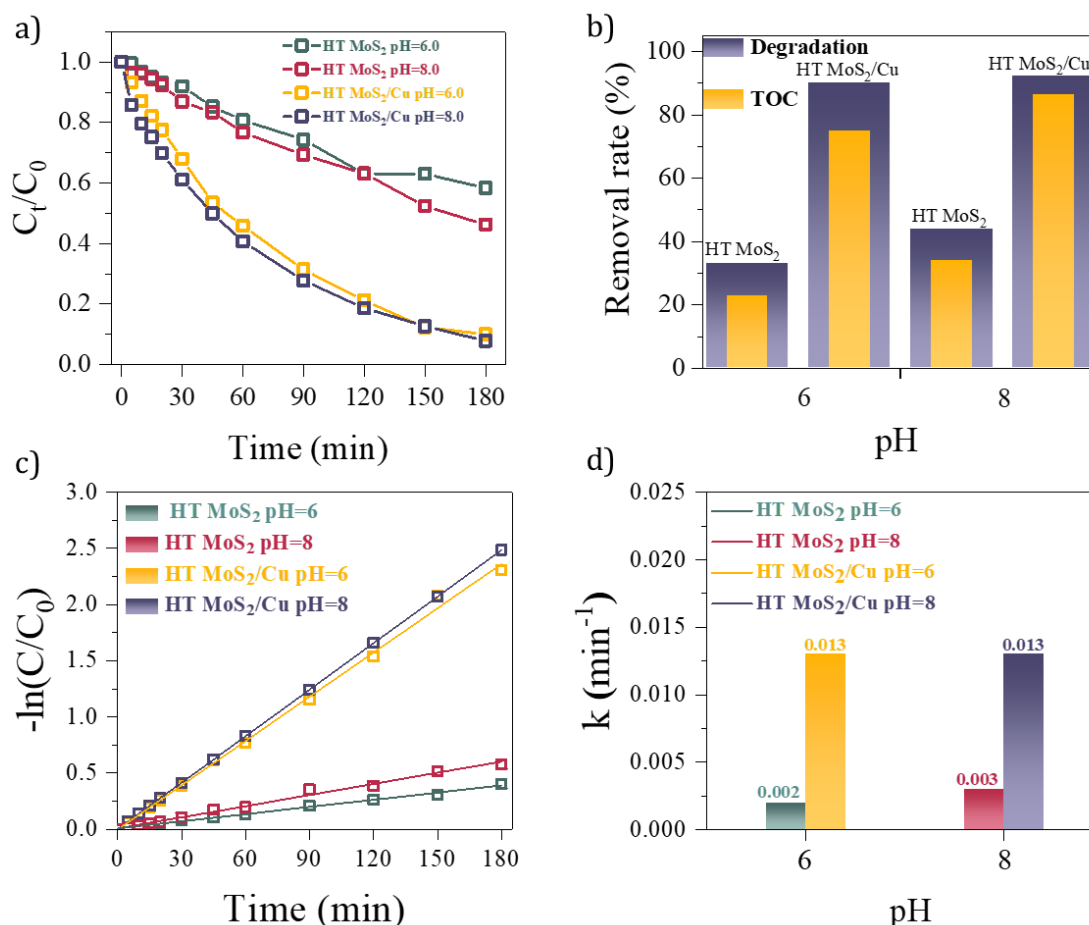 a)
HT MoS₂ pH=6.0
HT MoS₂ pH=8.0
HT MoS₂/Cu pH=6.0
HT MoS₂/Cu pH=8.0
1.0
0.8
0.6
0.4
0.2
0.0
Cₜ/C₀
0 30 60 90 120 150 180
Time (min)
b)
Degradation
TOC
100
80
60
40
20
0
Removal rate (%)
HT MoS₂
HT MoS₂/Cu
HT MoS₂
HT MoS₂/Cu
6 8
pH
c)
HT MoS₂ pH=6
HT MoS₂ pH=8
HT MoS₂/Cu pH=6
HT MoS₂/Cu pH=8
3.0
2.5
2.0
1.5
1.0
0.5
0.0
-ln(C/C₀)
0 30 60 90 120 150 180
Time (min)
d)
HT MoS₂ pH=6
HT MoS₂ pH=8
HT MoS₂/Cu pH=6
HT MoS₂/Cu pH=8
0.025
0.020
0.015
0.010
0.005
0.000
k (min⁻¹)
0.002
0.013
0.003
0.013
6 8
pH